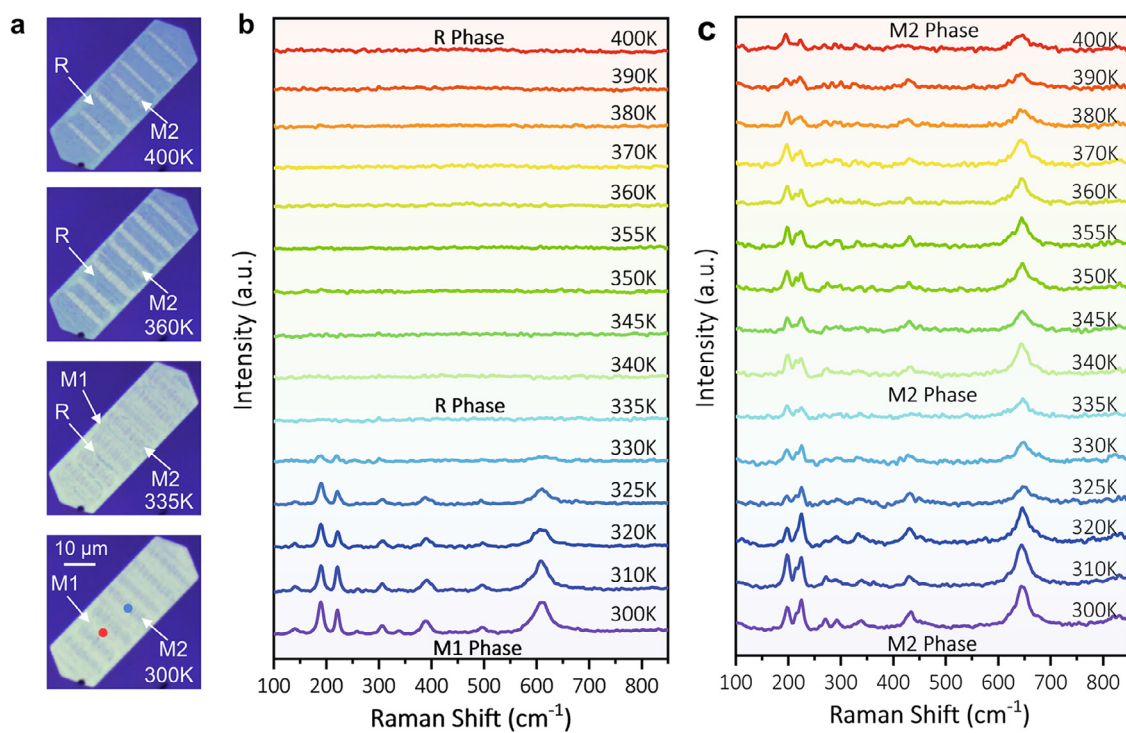 a
R
M2
400K
R
M2
360K
M1
R
M2
335K
10 µm
M1
M2
300K
b
Intensity (a.u.)
R Phase
400K
390K
380K
370K
360K
355K
350K
345K
340K
R Phase
335K
330K
325K
320K
310K
300K
M1 Phase
100 200 300 400 500 600 700 800
Raman Shift (cm⁻¹)
c
Intensity (a.u.)
M2 Phase
400K
390K
380K
370K
360K
355K
350K
345K
340K
M2 Phase
335K
330K
325K
320K
310K
300K
M2 Phase
100 200 300 400 500 600 700 800
Raman Shift (cm⁻¹)